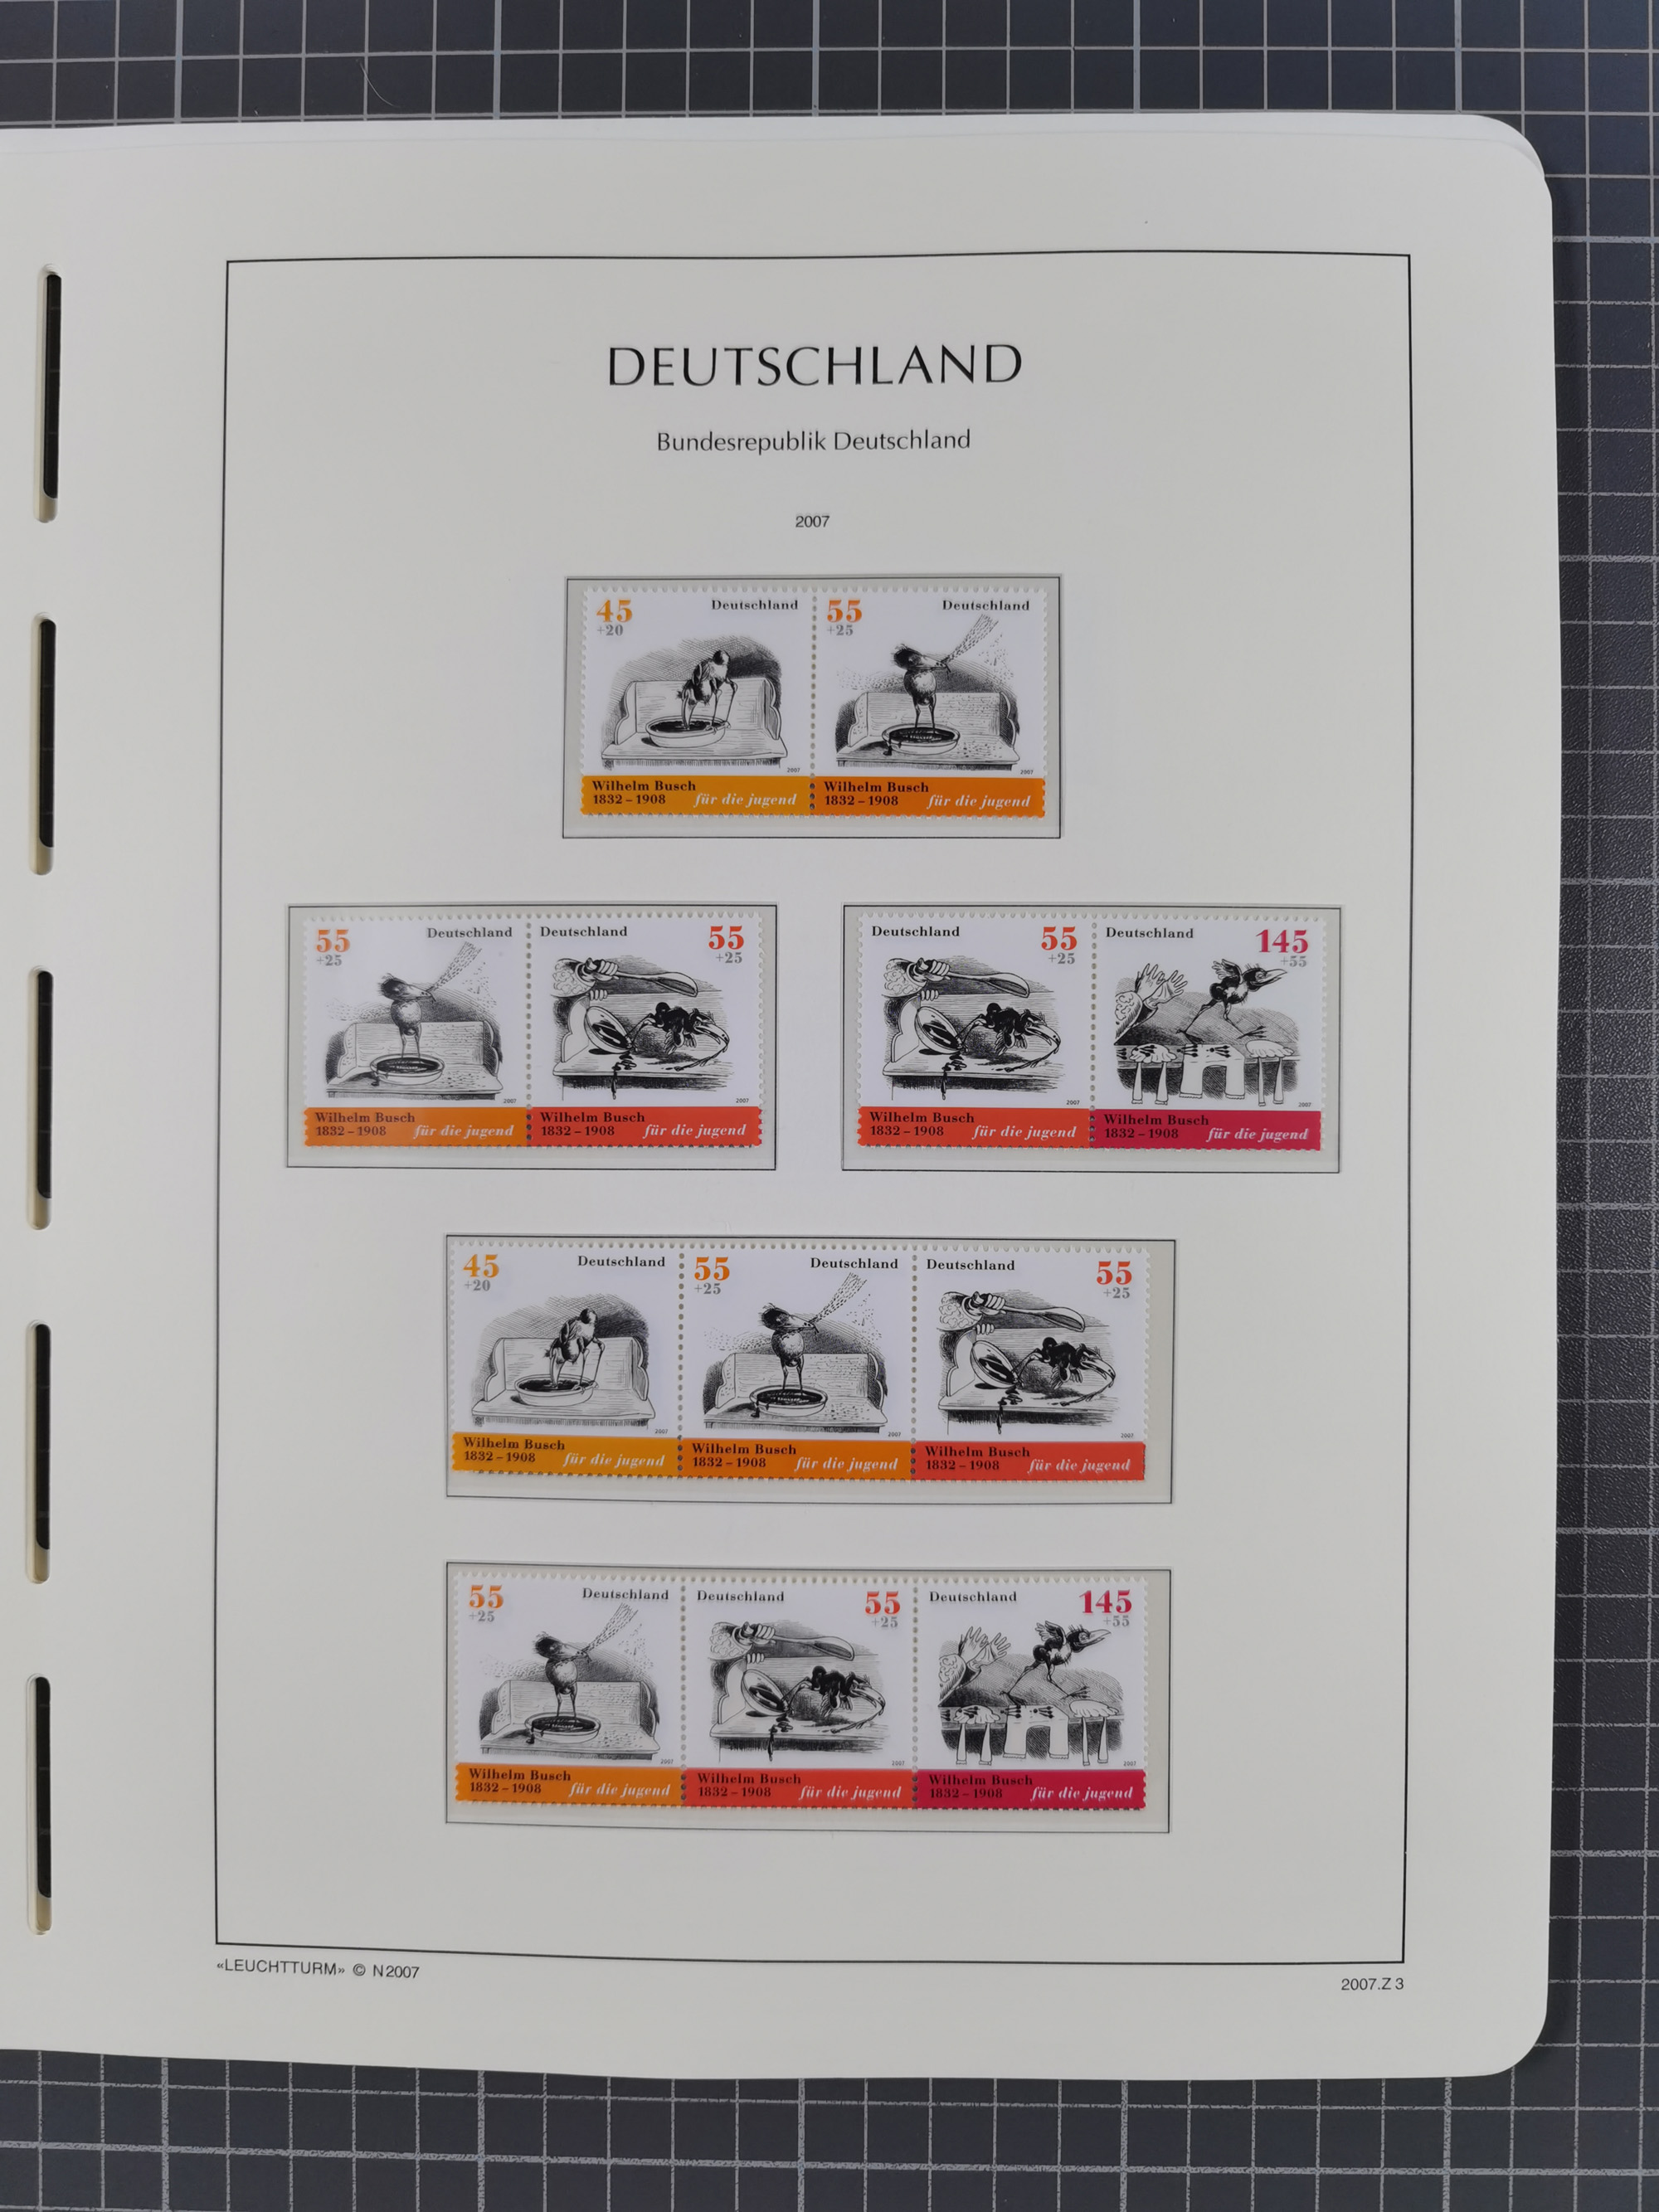 DEUTSCHLAND
Bundesrepublik Deutschland
2007
45 Deutschland
+20
2007
Wilhelm Busch
1832 – 1908 für die jugend
55 Deutschland
+25
2007
Wilhelm Busch
1832 – 1908 für die jugend
55 Deutschland
+25
2007
Wilhelm Busch
1832 – 1908 für die jugend
Deutschland 55
+25
2007
Wilhelm Busch
1832 – 1908 für die jugend
Deutschland 55
+25
2007
Wilhelm Busch
1832 – 1908 für die jugend
Deutschland 145
+55
2007
Wilhelm Busch
1832 – 1908 für die jugend
45 Deutschland
+20
2007
Wilhelm Busch
1832 – 1908 für die jugend
55 Deutschland
+25
2007
Wilhelm Busch
1832 – 1908 für die jugend
Deutschland 55
+25
2007
Wilhelm Busch
1832 – 1908 für die jugend
55 Deutschland
+25
2007
Wilhelm Busch
1832 – 1908 für die jugend
Deutschland 55
+25
2007
Wilhelm Busch
1832 – 1908 für die jugend
Deutschland 145
+55
2007
Wilhelm Busch
1832 – 1908 für die jugend
«LEUCHTTURM» © N2007
2007.Z 3